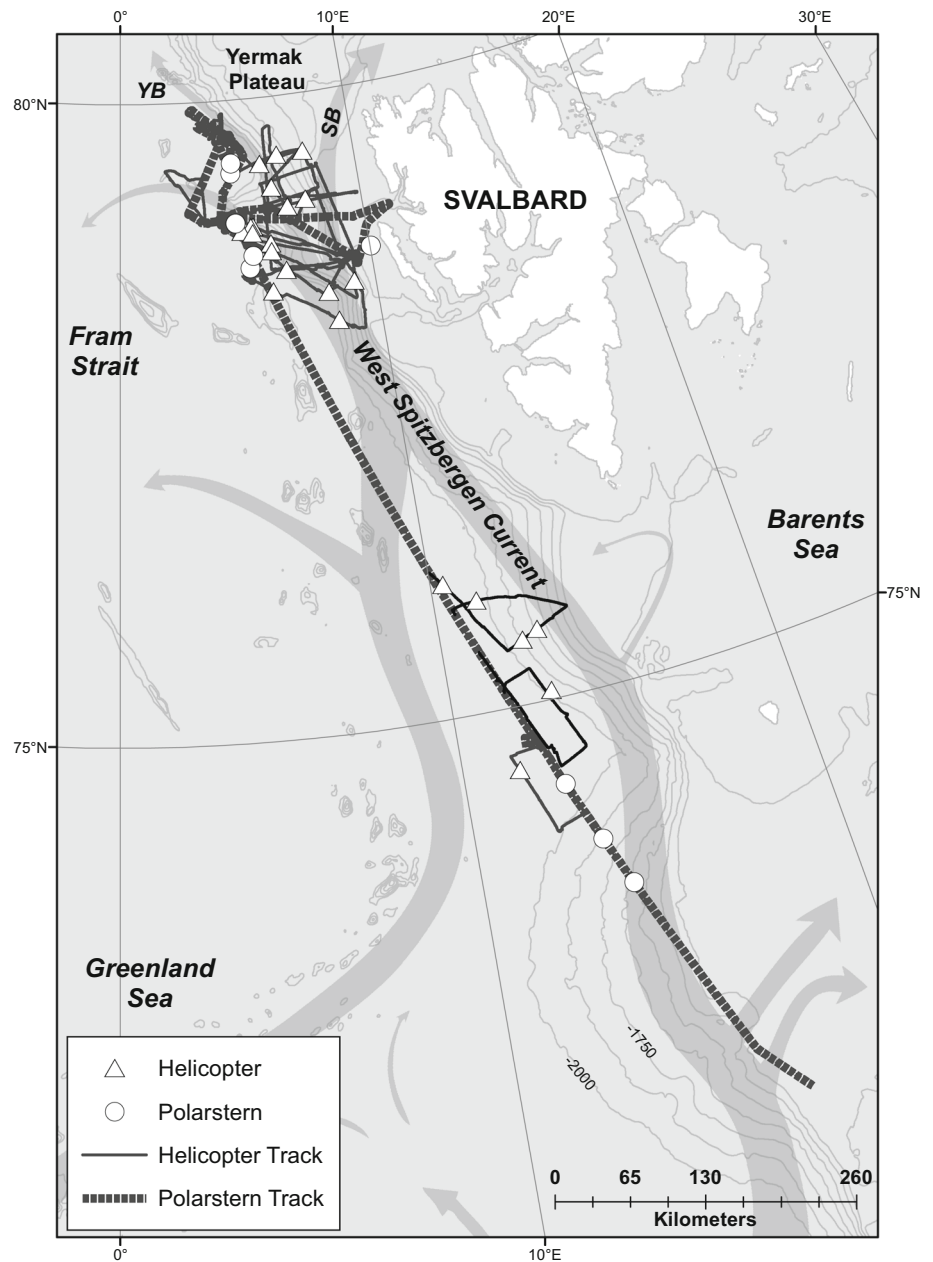 0°
10°E
20°E
30°E
Yermak
Plateau
YB
SB
80°N
SVALBARD
Fram
Strait
West Spitzbergen Current
Barents
Sea
75°N
75°N
Greenland
Sea
-1750
-2000
Helicopter
Polarstern
Helicopter Track
Polarstern Track
0 65 130 260
Kilometers
0°
10°E